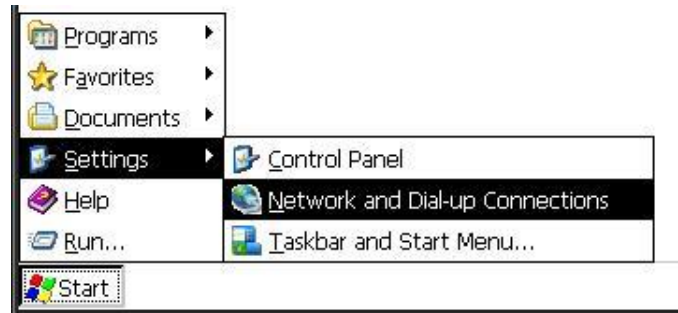 Programs
Favorites
Documents
Settings
Help
Run...
Control Panel
Network and Dial-up Connections
Taskbar and Start Menu...
Start